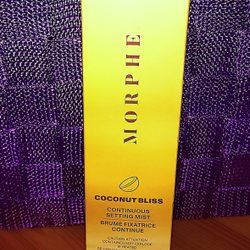 MORPHE
COCONUT BLISS
CONTINUOUS
SETTING MIST
BRUME FIXATRICE
CONTINUE